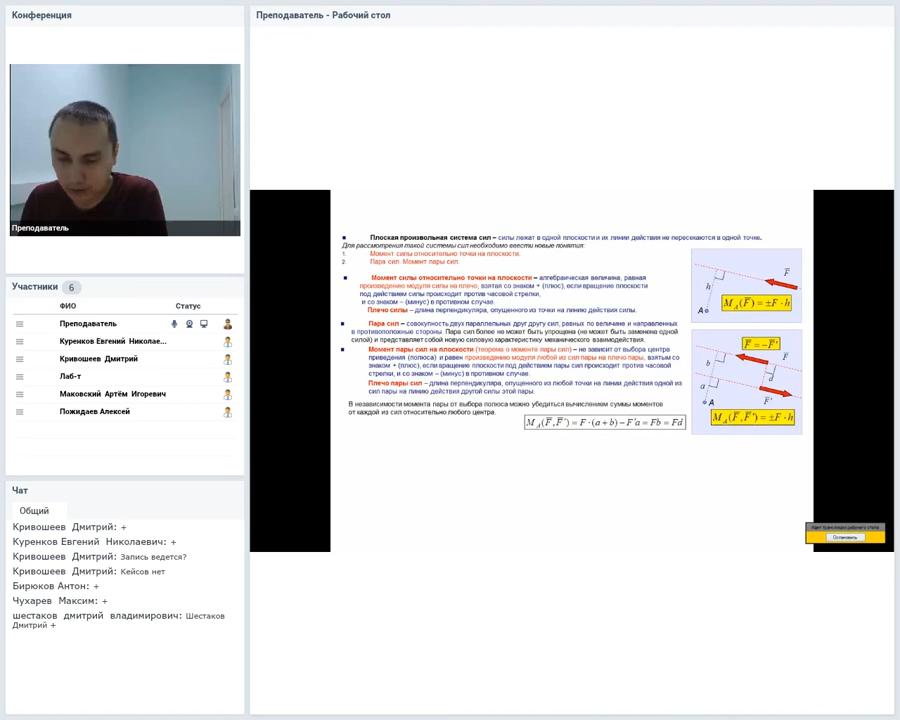 Конференция
Преподаватель - Рабочий стол
Преподаватель
Участники 6
ФИО Статус
Преподаватель
Куренков Евгений Николае...
Кривошеев Дмитрий
Лаб-т
Маковский Артём Игоревич
Пожидаев Алексей
Чат
Общий
Кривошеев Дмитрий: +
Куренков Евгений Николаевич: +
Кривошеев Дмитрий: Запись ведется?
Кривошеев Дмитрий: Кейсов нет
Бирюков Антон: +
Чухарев Максим: +
шестаков дмитрий владимирович: Шестаков
Дмитрий +
Плоская произвольная система сил – силы лежат в одной плоскости и их линии действия не пересекаются в одной точке.
Для рассмотрения такой системы сил необходимо ввести новые понятия:
1. Момент силы относительно точки на плоскости.
2. Пара сил. Момент пары сил.
Момент силы относительно точки на плоскости – алгебраическая величина, равная
произведению модуля силы на плечо, взятая со знаком + (плюс), если вращение плоскости
под действием силы происходит против часовой стрелки,
и со знаком – (минус) в противном случае.
Плечо силы – длина перпендикуляра, опущенного из точки на линию действия силы.
Пара сил – совокупность двух параллельных друг другу сил, равных по величине и направленных
в противоположные стороны. Пара сил более не может быть упрощена (не может быть заменена одной
силой) и представляет собой новую силовую характеристику механического взаимодействия.
Момент пары сил на плоскости (теорема о моменте пары сил) – не зависит от выбора центра
приведения (полюса) и равен произведению модуля любой из сил пары на плечо пары, взятым со
знаком + (плюс), если вращение плоскости под действием пары сил происходит против часовой
стрелки, и со знаком – (минус) в противном случае.
Плечо пары сил – длина перпендикуляра, опущенного из любой точки на линии действия одной из
сил пары на линию действия другой силы этой пары.
В независимости момента пары от выбора полюса можно убедиться вычислением суммы моментов
от каждой из сил относительно любого центра.
M_A(F̅,F̅') = F·(a+b) − F'a = Fb = Fd
F̅
h
M_A(F̅) = ±F·h
A
F̅ = −F̅'
b
F̅
d
a
A
F̅'
M_A(F̅,F̅') = ±F·h
Идет трансляция рабочего стола
Остановить